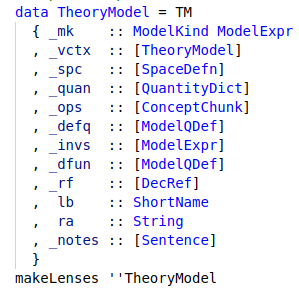 data TheoryModel = TM
{ _mk :: ModelKind ModelExpr
, _vctx :: [TheoryModel]
, _spc :: [SpaceDefn]
, _quan :: [QuantityDict]
, _ops :: [ConceptChunk]
, _defq :: [ModelQDef]
, _invs :: [ModelExpr]
, _dfun :: [ModelQDef]
, _rf :: [DecRef]
, lb :: ShortName
, ra :: String
, _notes :: [Sentence]
}
makeLenses ''TheoryModel